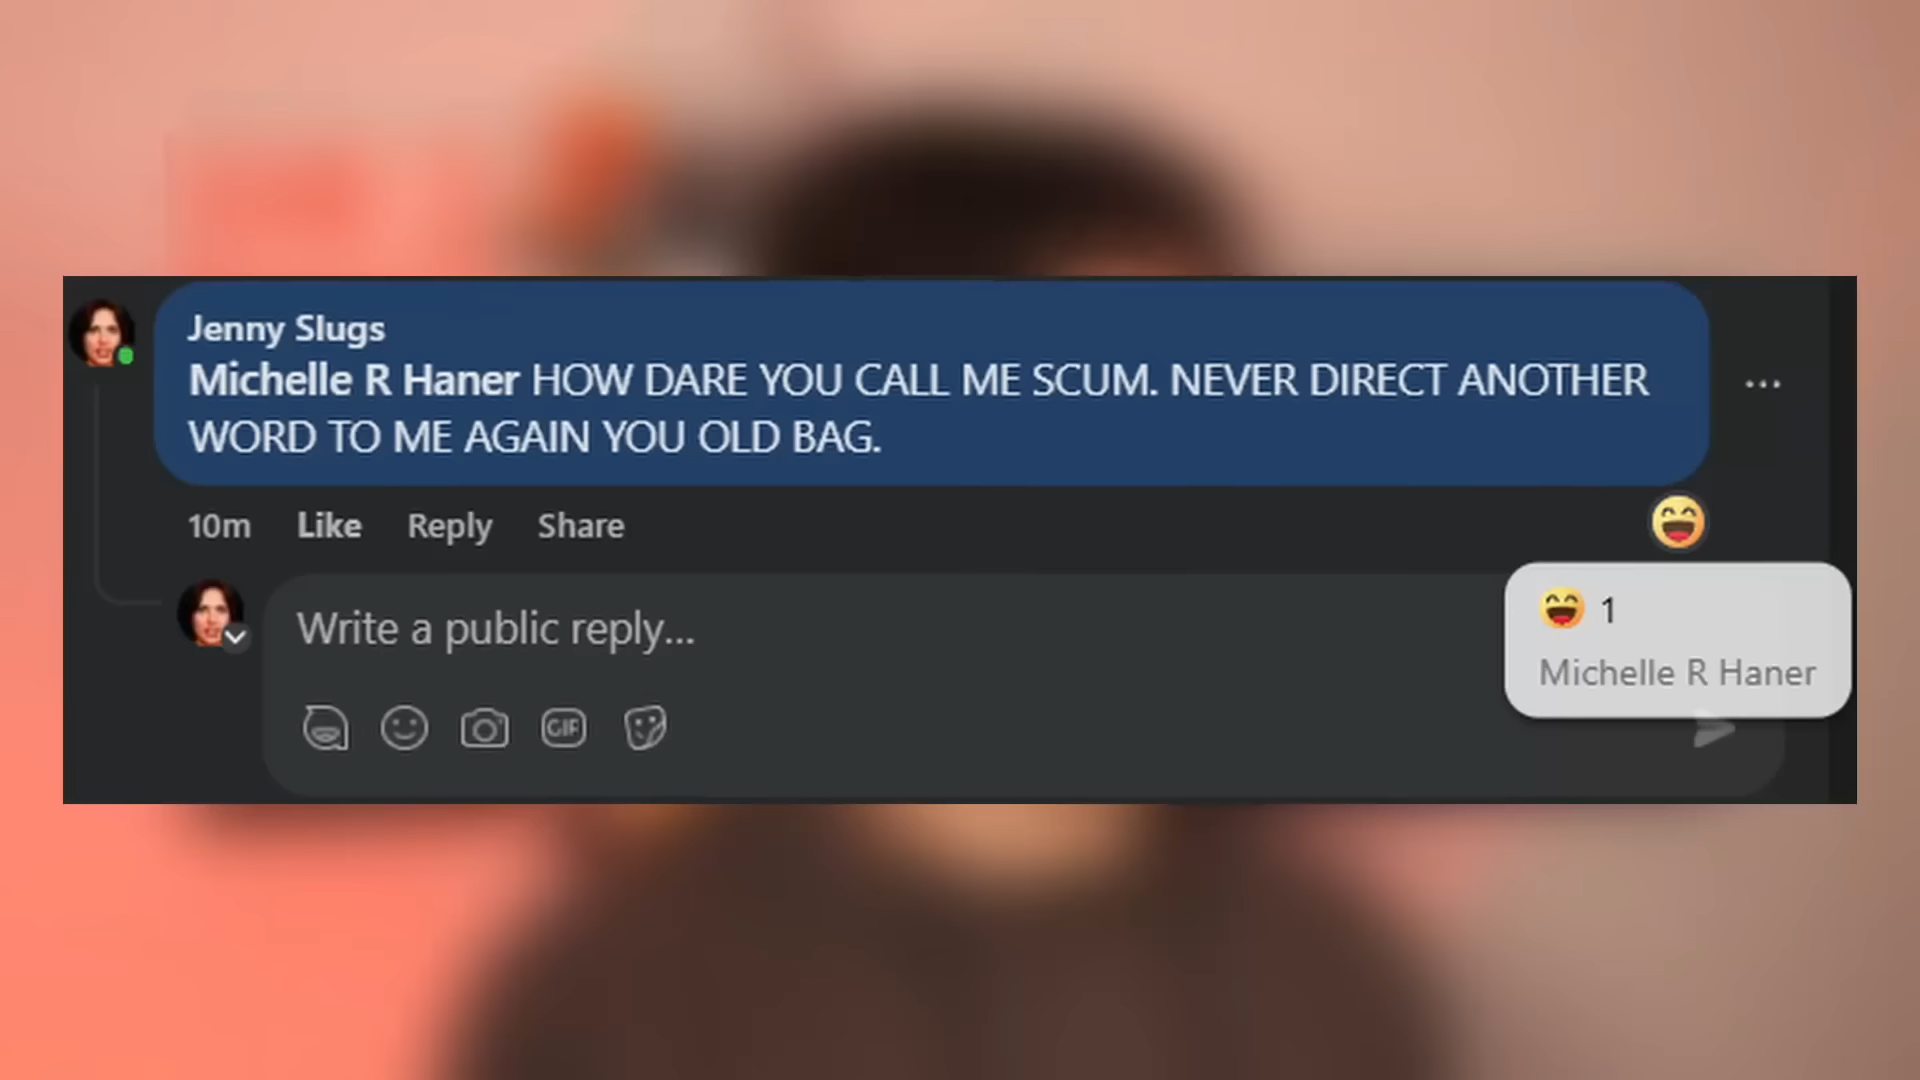 Jenny Slugs
Michelle R Haner HOW DARE YOU CALL ME SCUM. NEVER DIRECT ANOTHER
WORD TO ME AGAIN YOU OLD BAG.
10m Like Reply Share
Write a public reply...
1
Michelle R Haner
GIF